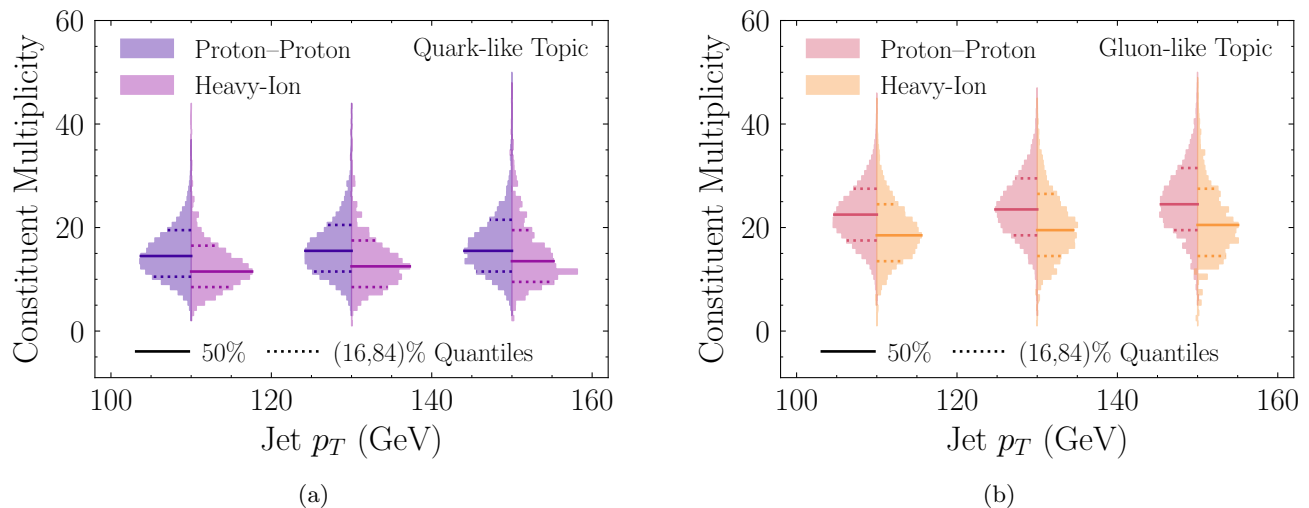 60
40
20
0
Constituent Multiplicity
Proton–Proton
Heavy-Ion
Quark-like Topic
50%
(16,84)% Quantiles
100
120
140
160
Jet p_T (GeV)
(a)
60
40
20
0
Constituent Multiplicity
Proton–Proton
Heavy-Ion
Gluon-like Topic
50%
(16,84)% Quantiles
100
120
140
160
Jet p_T (GeV)
(b)